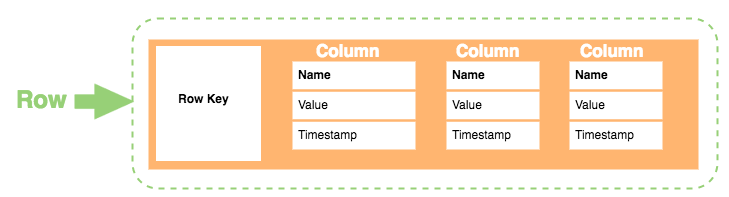 Column Column Column
Name Name Name
Row Row Key Value Value Value
Timestamp Timestamp Timestamp